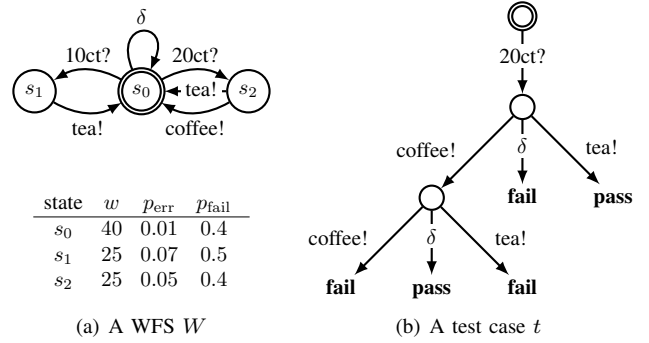 δ
10ct? 20ct?
s₁ s₀ tea! s₂
tea! coffee!
state w p_err p_fail
s₀ 40 0.01 0.4
s₁ 25 0.07 0.5
s₂ 25 0.05 0.4
(a) A WFS W
20ct?
coffee! δ tea!
fail pass
coffee! δ tea!
fail pass fail
(b) A test case t